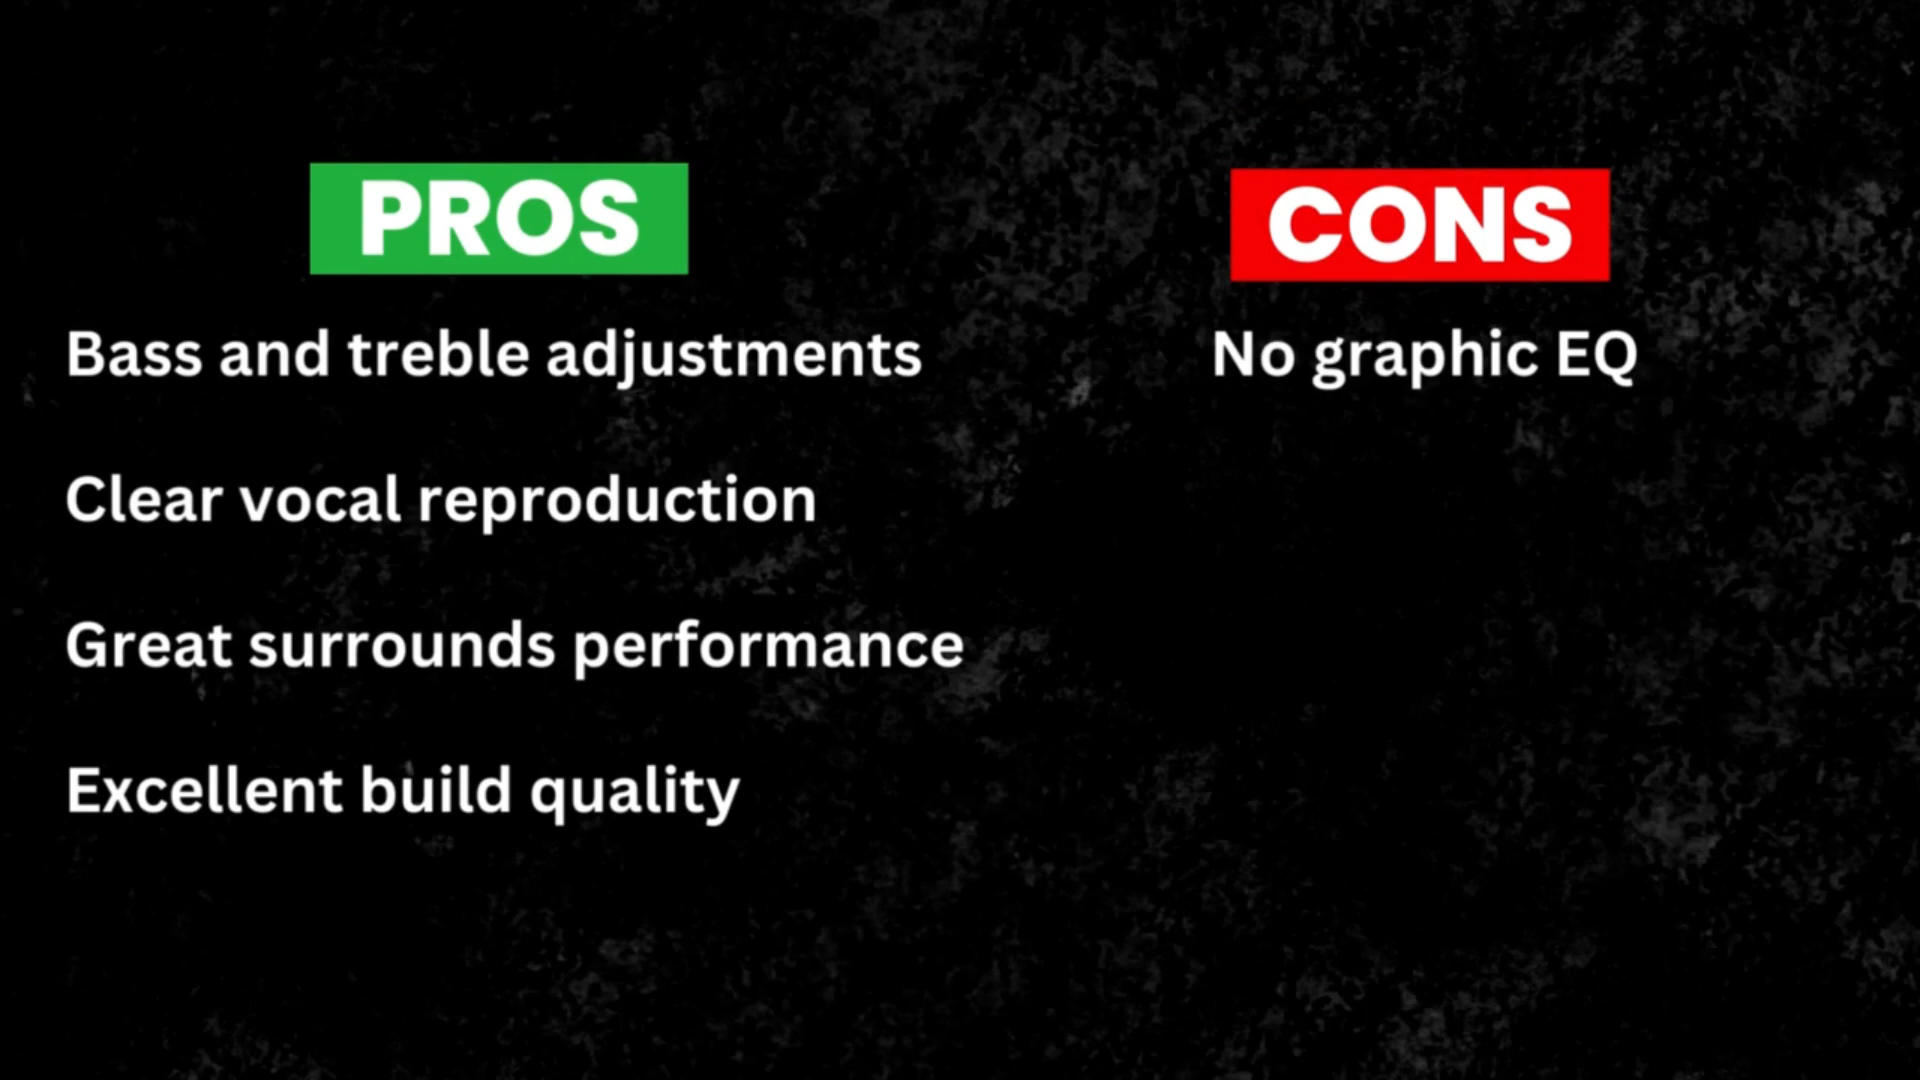 PROS
Bass and treble adjustments
Clear vocal reproduction
Great surrounds performance
Excellent build quality
CONS
No graphic EQ